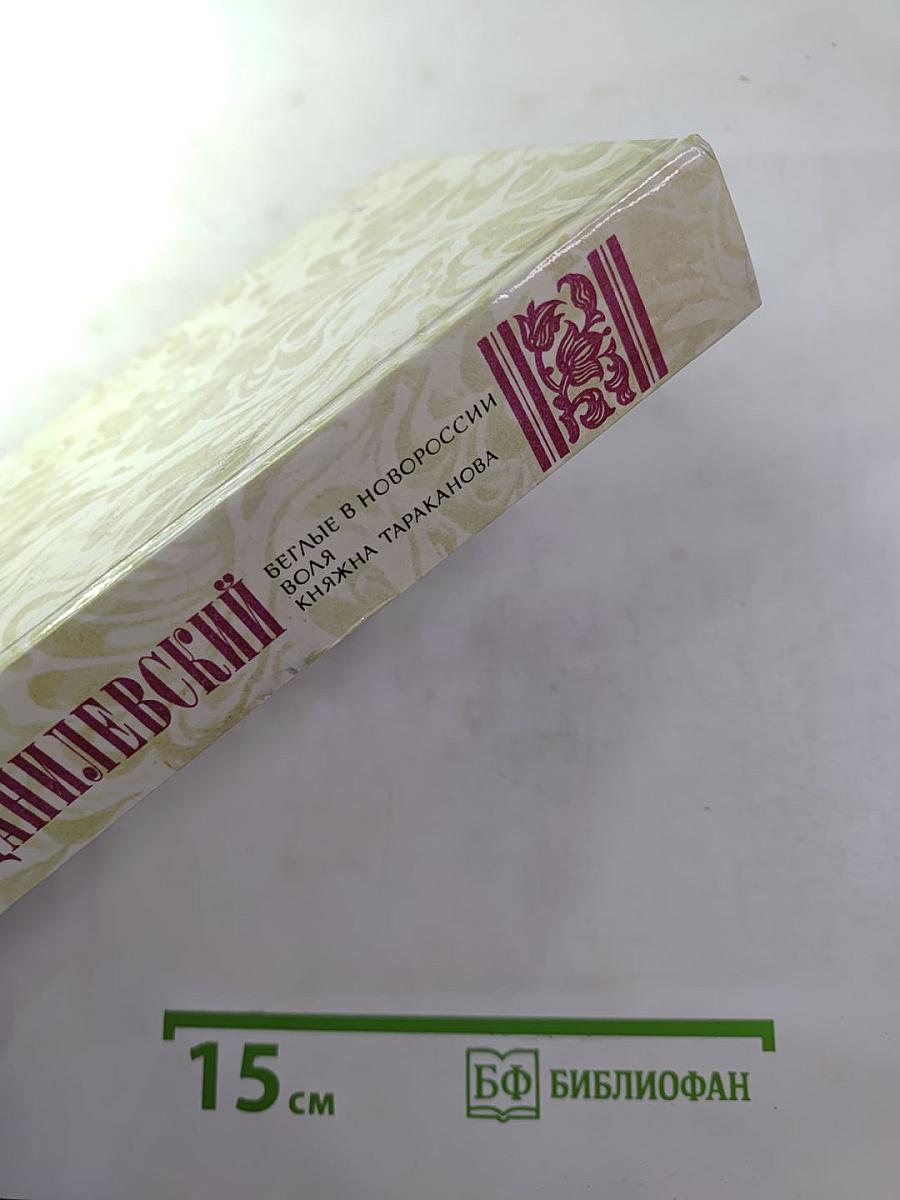 ДАНИЛЕВСКИЙ
БЕГЛЫЕ В НОВОРОССИИ
ВОЛЯ
КНЯЖНА ТАРАКАНОВА
15 см
БФ БИБЛИОФАН